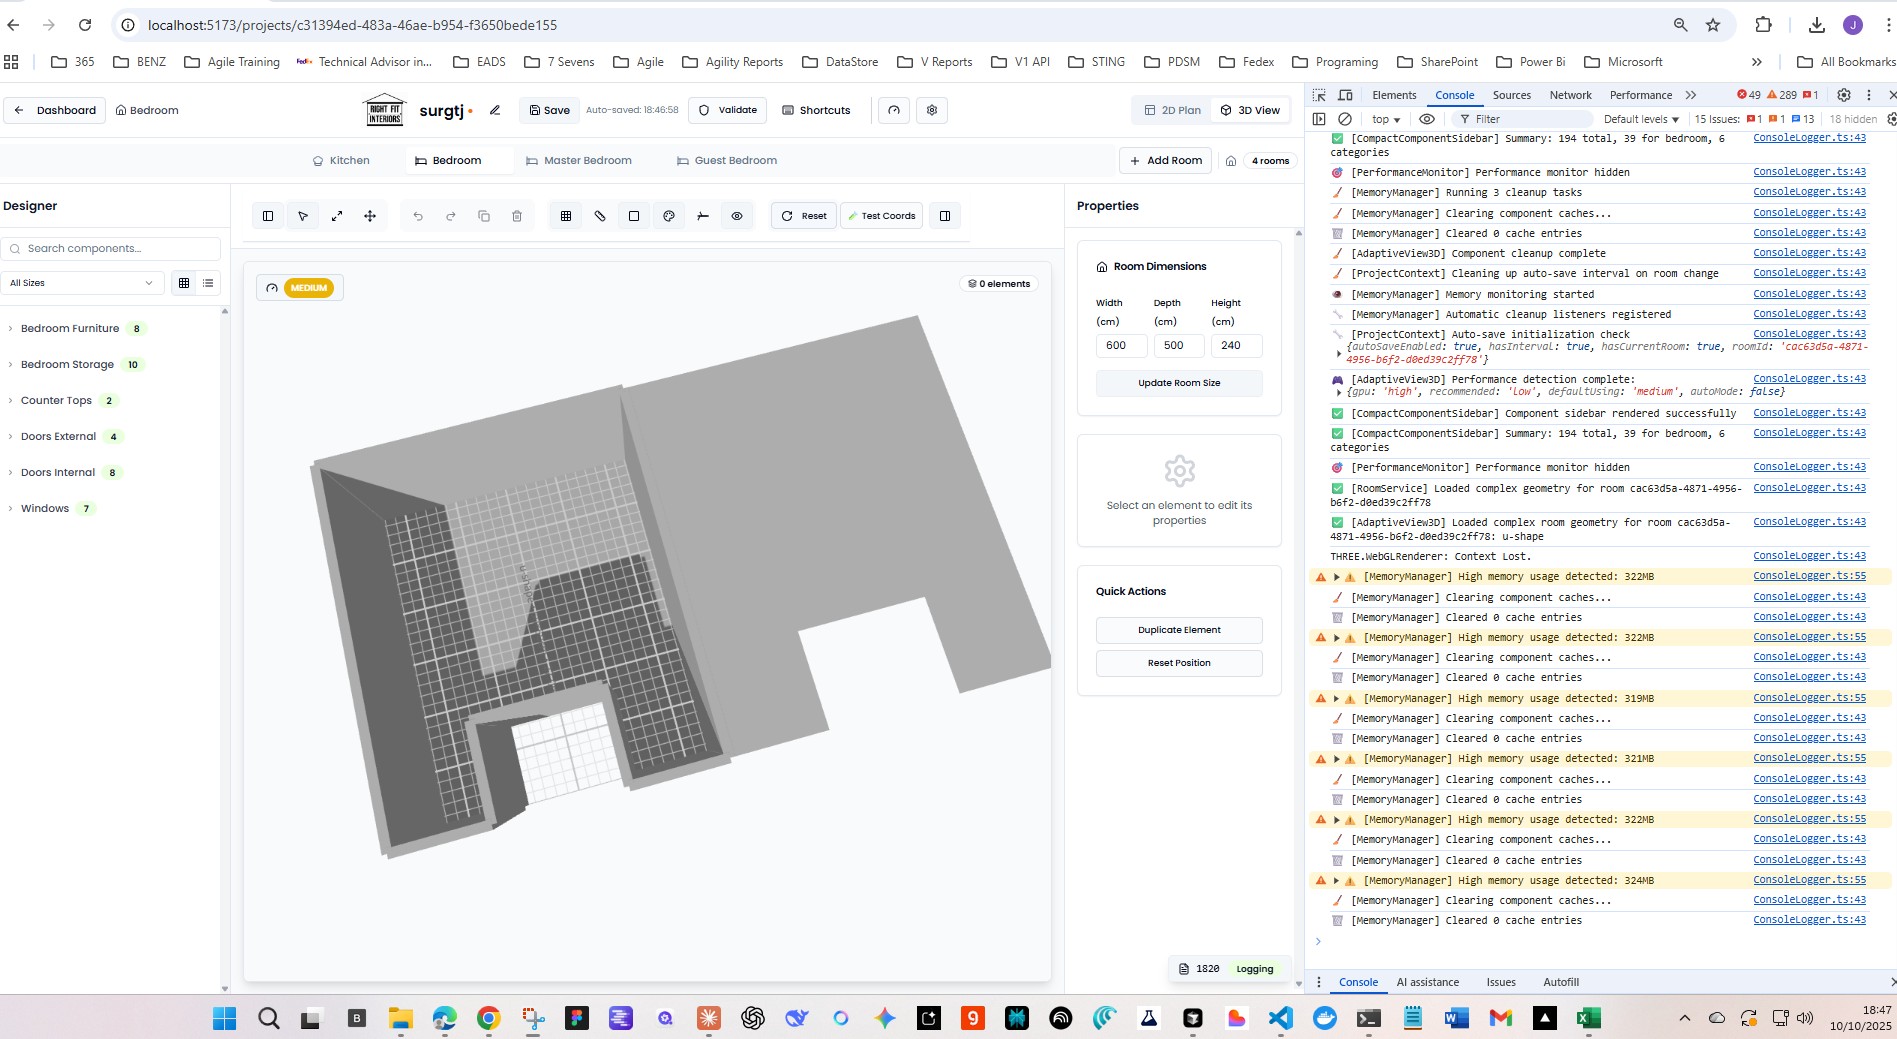 localhost:5173/projects/c31394ed-483a-46ae-b954-f3650bede155
J
365
BENZ
Agile Training
FedEx Technical Advisor in...
EADS
7 Sevens
Agile
Agility Reports
DataStore
V Reports
V1 API
STING
PDSM
Fedex
Programing
SharePoint
Power Bi
Microsorft
All Bookmarks
Dashboard
Bedroom
RIGHT FIT
INTERIORS
surgtj
Save
Auto-saved: 18:46:58
Validate
Shortcuts
2D Plan
3D View
Kitchen
Bedroom
Master Bedroom
Guest Bedroom
Add Room
4 rooms
Designer
Search components...
All Sizes
Bedroom Furniture 8
Bedroom Storage 10
Counter Tops 2
Doors External 4
Doors Internal 8
Windows 7
Reset
Test Coords
MEDIUM
0 elements
Properties
Room Dimensions
Width (cm)
Depth (cm)
Height (cm)
600
500
240
Update Room Size
Select an element to edit its
properties
Quick Actions
Duplicate Element
Reset Position
1820 Logging
Elements
Console
Sources
Network
Performance
49
289
1
top
Filter
Default levels
15 Issues:
1
1
13
18 hidden
[CompactComponentSidebar] Summary: 194 total, 39 for bedroom, 6 ConsoleLogger.ts:43
categories
[PerformanceMonitor] Performance monitor hidden ConsoleLogger.ts:43
[MemoryManager] Running 3 cleanup tasks ConsoleLogger.ts:43
[MemoryManager] Clearing component caches... ConsoleLogger.ts:43
[MemoryManager] Cleared 0 cache entries ConsoleLogger.ts:43
[AdaptiveView3D] Component cleanup complete ConsoleLogger.ts:43
[ProjectContext] Cleaning up auto-save interval on room change ConsoleLogger.ts:43
[MemoryManager] Memory monitoring started ConsoleLogger.ts:43
[MemoryManager] Automatic cleanup listeners registered ConsoleLogger.ts:43
[ProjectContext] Auto-save initialization check ConsoleLogger.ts:43
{autoSaveEnabled: true, hasInterval: true, hasCurrentRoom: true, roomId: 'cac63d5a-4871-
4956-b6f2-d0ed39c2ff78'}
[AdaptiveView3D] Performance detection complete: ConsoleLogger.ts:43
{gpu: 'high', recommended: 'low', defaultUsing: 'medium', autoMode: false}
[CompactComponentSidebar] Component sidebar rendered successfully ConsoleLogger.ts:43
[CompactComponentSidebar] Summary: 194 total, 39 for bedroom, 6 ConsoleLogger.ts:43
categories
[PerformanceMonitor] Performance monitor hidden ConsoleLogger.ts:43
[RoomService] Loaded complex geometry for room cac63d5a-4871-4956- ConsoleLogger.ts:43
b6f2-d0ed39c2ff78
[AdaptiveView3D] Loaded complex room geometry for room cac63d5a- ConsoleLogger.ts:43
4871-4956-b6f2-d0ed39c2ff78: u-shape
THREE.WebGLRenderer: Context Lost. ConsoleLogger.ts:43
[MemoryManager] High memory usage detected: 322MB ConsoleLogger.ts:55
[MemoryManager] Clearing component caches... ConsoleLogger.ts:43
[MemoryManager] Cleared 0 cache entries ConsoleLogger.ts:43
[MemoryManager] High memory usage detected: 322MB ConsoleLogger.ts:55
[MemoryManager] Clearing component caches... ConsoleLogger.ts:43
[MemoryManager] Cleared 0 cache entries ConsoleLogger.ts:43
[MemoryManager] High memory usage detected: 319MB ConsoleLogger.ts:55
[MemoryManager] Clearing component caches... ConsoleLogger.ts:43
[MemoryManager] Cleared 0 cache entries ConsoleLogger.ts:43
[MemoryManager] High memory usage detected: 321MB ConsoleLogger.ts:55
[MemoryManager] Clearing component caches... ConsoleLogger.ts:43
[MemoryManager] Cleared 0 cache entries ConsoleLogger.ts:43
[MemoryManager] High memory usage detected: 322MB ConsoleLogger.ts:55
[MemoryManager] Clearing component caches... ConsoleLogger.ts:43
[MemoryManager] Cleared 0 cache entries ConsoleLogger.ts:43
[MemoryManager] High memory usage detected: 324MB ConsoleLogger.ts:55
[MemoryManager] Clearing component caches... ConsoleLogger.ts:43
[MemoryManager] Cleared 0 cache entries ConsoleLogger.ts:43
Console
AI assistance
Issues
Autofill
18:47
10/10/2025